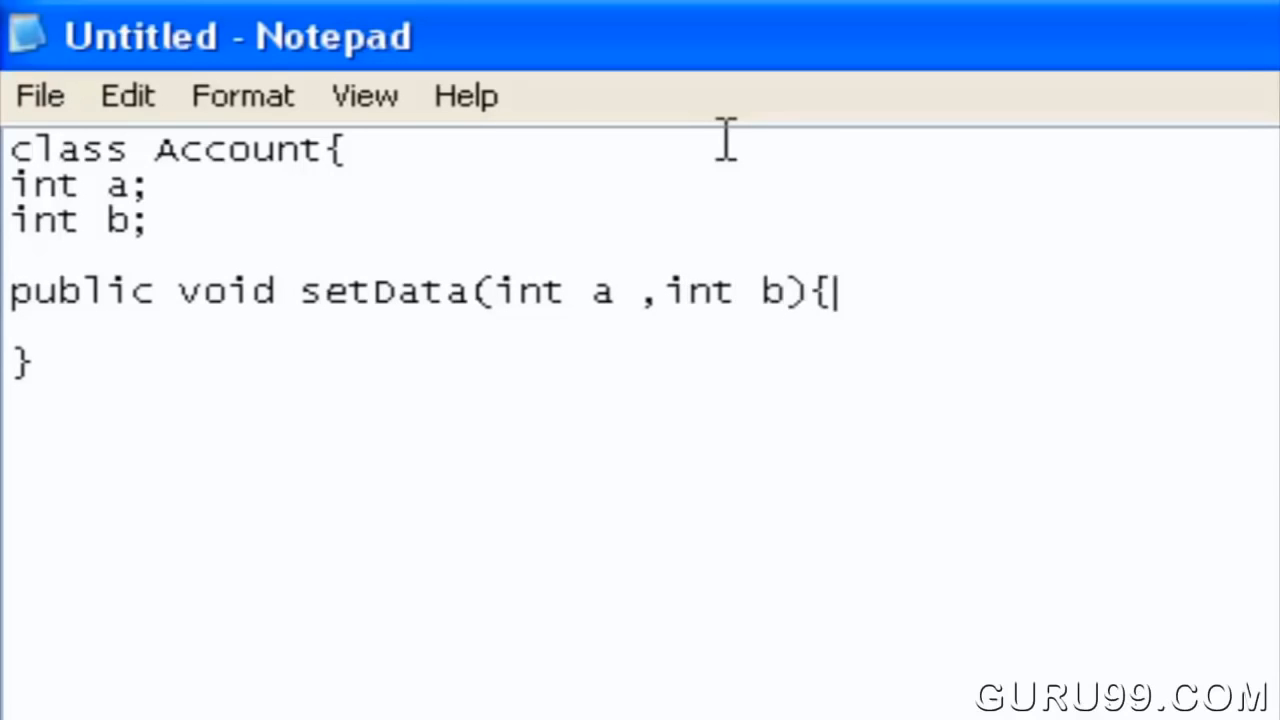 Untitled - Notepad
File Edit Format View Help
class Account{
int a;
int b;
public void setData(int a ,int b){
}
GURU99.COM